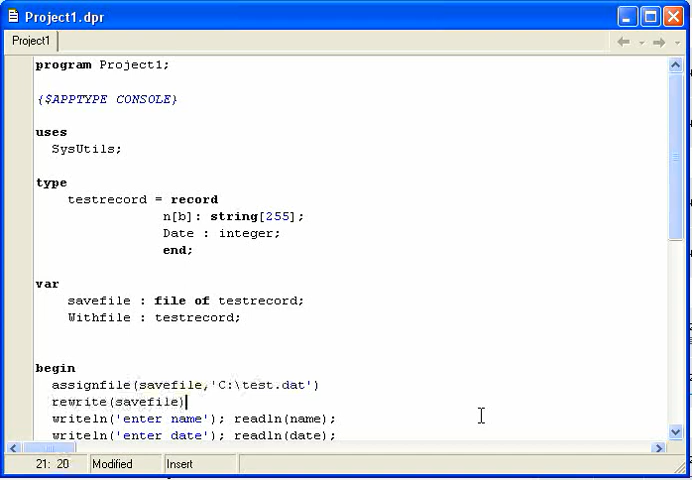 Project1.dpr
Project1
program Project1;
{$APPTYPE CONSOLE}
uses
SysUtils;
type
testrecord = record
n[b]: string[255];
Date : integer;
end;
var
savefile : file of testrecord;
Withfile : testrecord;
begin
assignfile(savefile,'C:\test.dat')
rewrite(savefile)
writeln('enter name'); readln(name);
writeln('enter date'); readln(date);
21: 20 Modified Insert